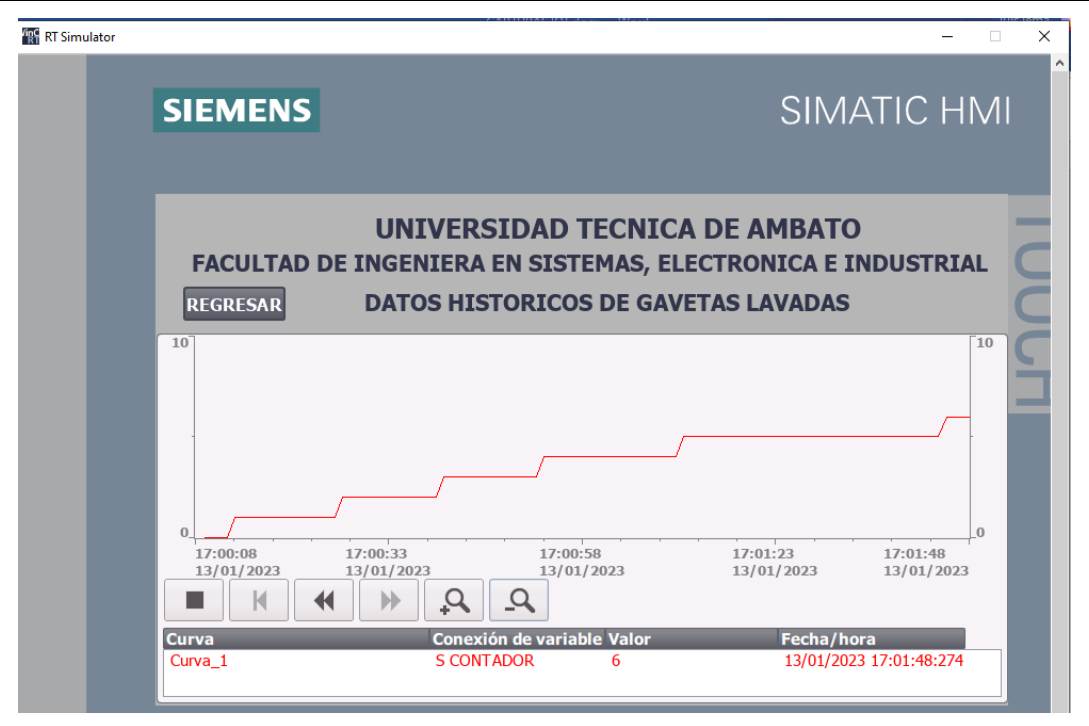 RT Simulator
SIEMENS
SIMATIC HMI
TOUCH
UNIVERSIDAD TECNICA DE AMBATO
FACULTAD DE INGENIERA EN SISTEMAS, ELECTRONICA E INDUSTRIAL
REGRESAR
DATOS HISTORICOS DE GAVETAS LAVADAS
10 10
0 0
17:00:08 17:00:33 17:00:58 17:01:23 17:01:48
13/01/2023 13/01/2023 13/01/2023 13/01/2023 13/01/2023
Curva Conexión de variable Valor Fecha/hora
Curva_1 S CONTADOR 6 13/01/2023 17:01:48:274